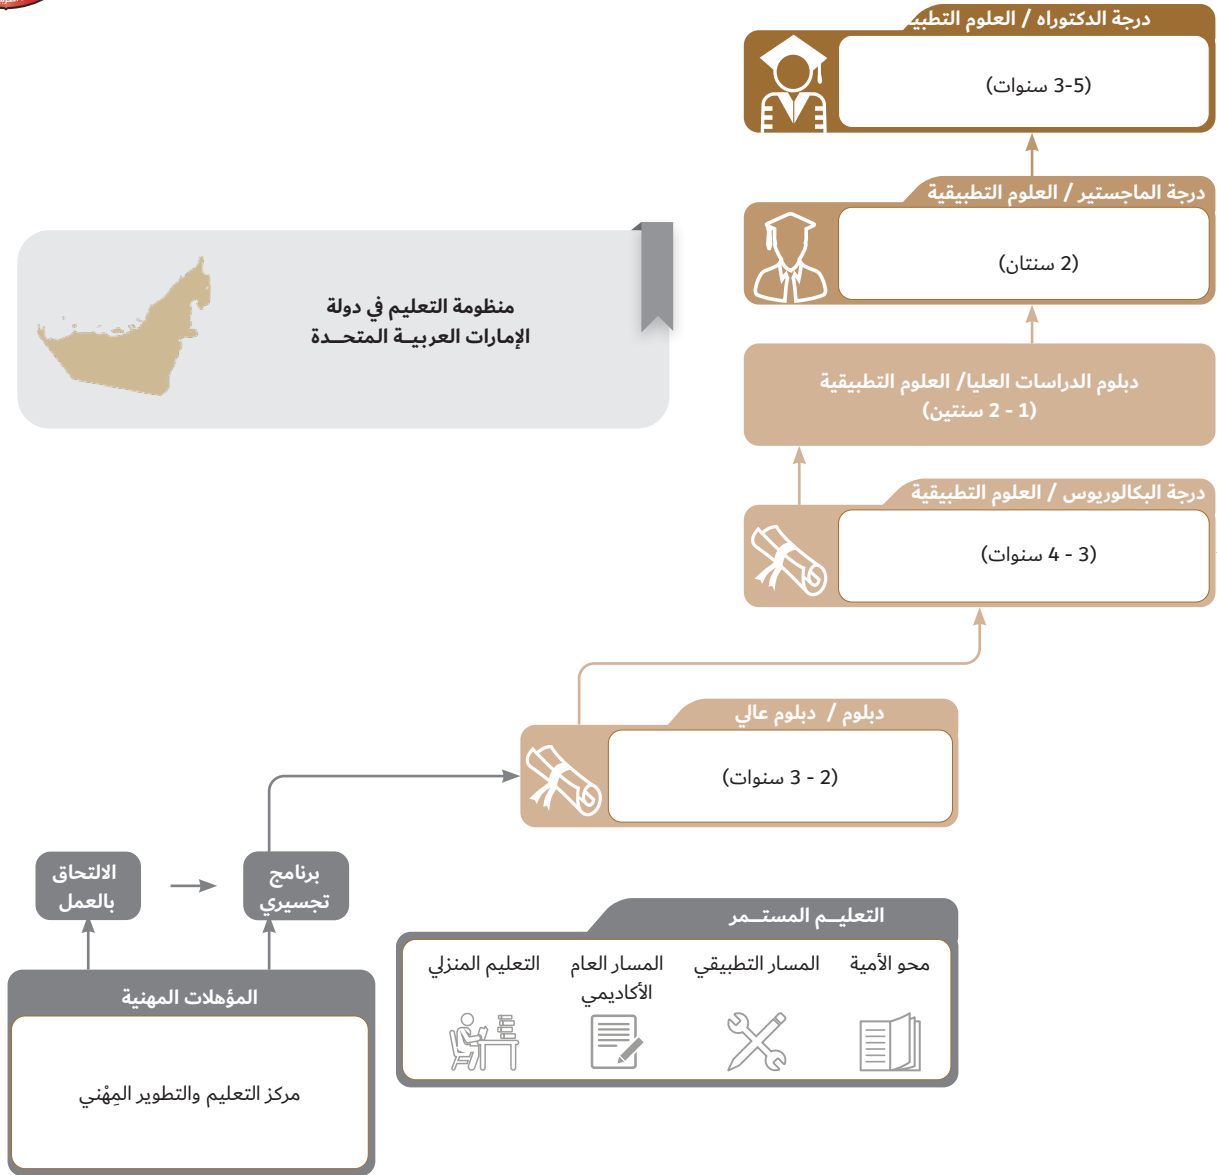 درجة الدكتوراه / العلوم
(3-5 سنوات)
درجة الماجستير / العلوم التطبيقية
(2 سنتان)
منظومة التعليم في دولة
الإمارات العربيــة المتحــدة
دبلوم الدراسات العليا/ العلوم التطبيقية
(1 - 2 سنتين)
درجة البكالوريوس / العلوم التطبيقية
(3 - 4 سنوات)
دبلوم / دبلوم عالي
(2 - 3 سنوات)
برنامج
تجسيري
الالتحاق
بالعمل
التعليــم المستــمر
محو الأمية
المسار التطبيقي
المسار العام
الأكاديمي
التعليم المنزلي
المؤهلات المهنية
مركز التعليم والتطوير المِهْني